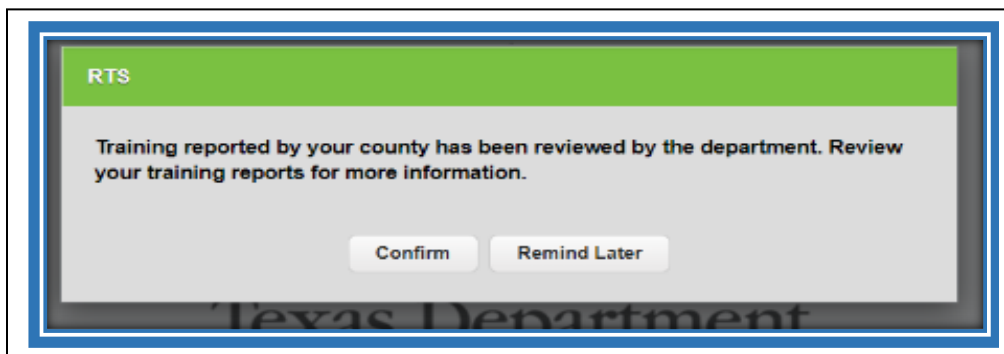 RTS
Training reported by your county has been reviewed by the department. Review
your training reports for more information.
Confirm Remind Later
Texas Department